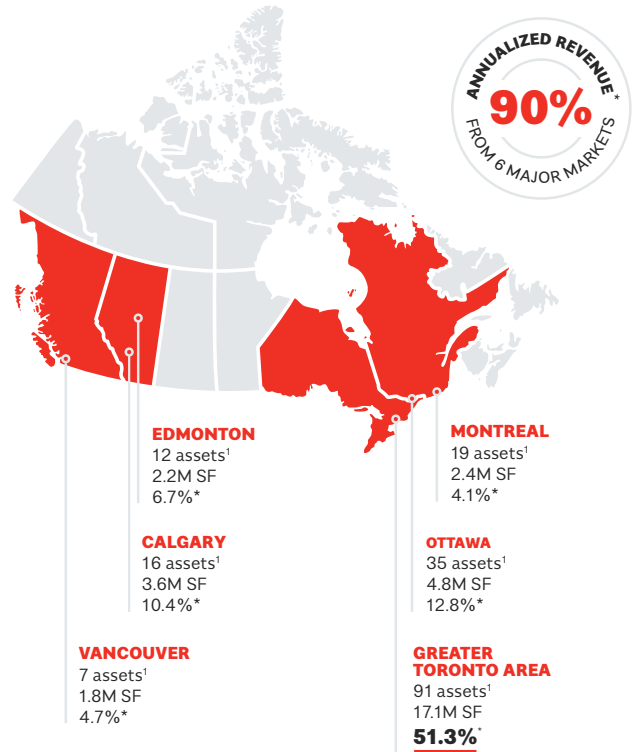 ANNUALIZED REVENUE*
90%
FROM 6 MAJOR MARKETS
EDMONTON
12 assets¹
2.2M SF
6.7%*
MONTREAL
19 assets¹
2.4M SF
4.1%*
CALGARY
16 assets¹
3.6M SF
10.4%*
OTTAWA
35 assets¹
4.8M SF
12.8%*
VANCOUVER
7 assets¹
1.8M SF
4.7%*
GREATER
TORONTO AREA
91 assets¹
17.1M SF
51.3%*